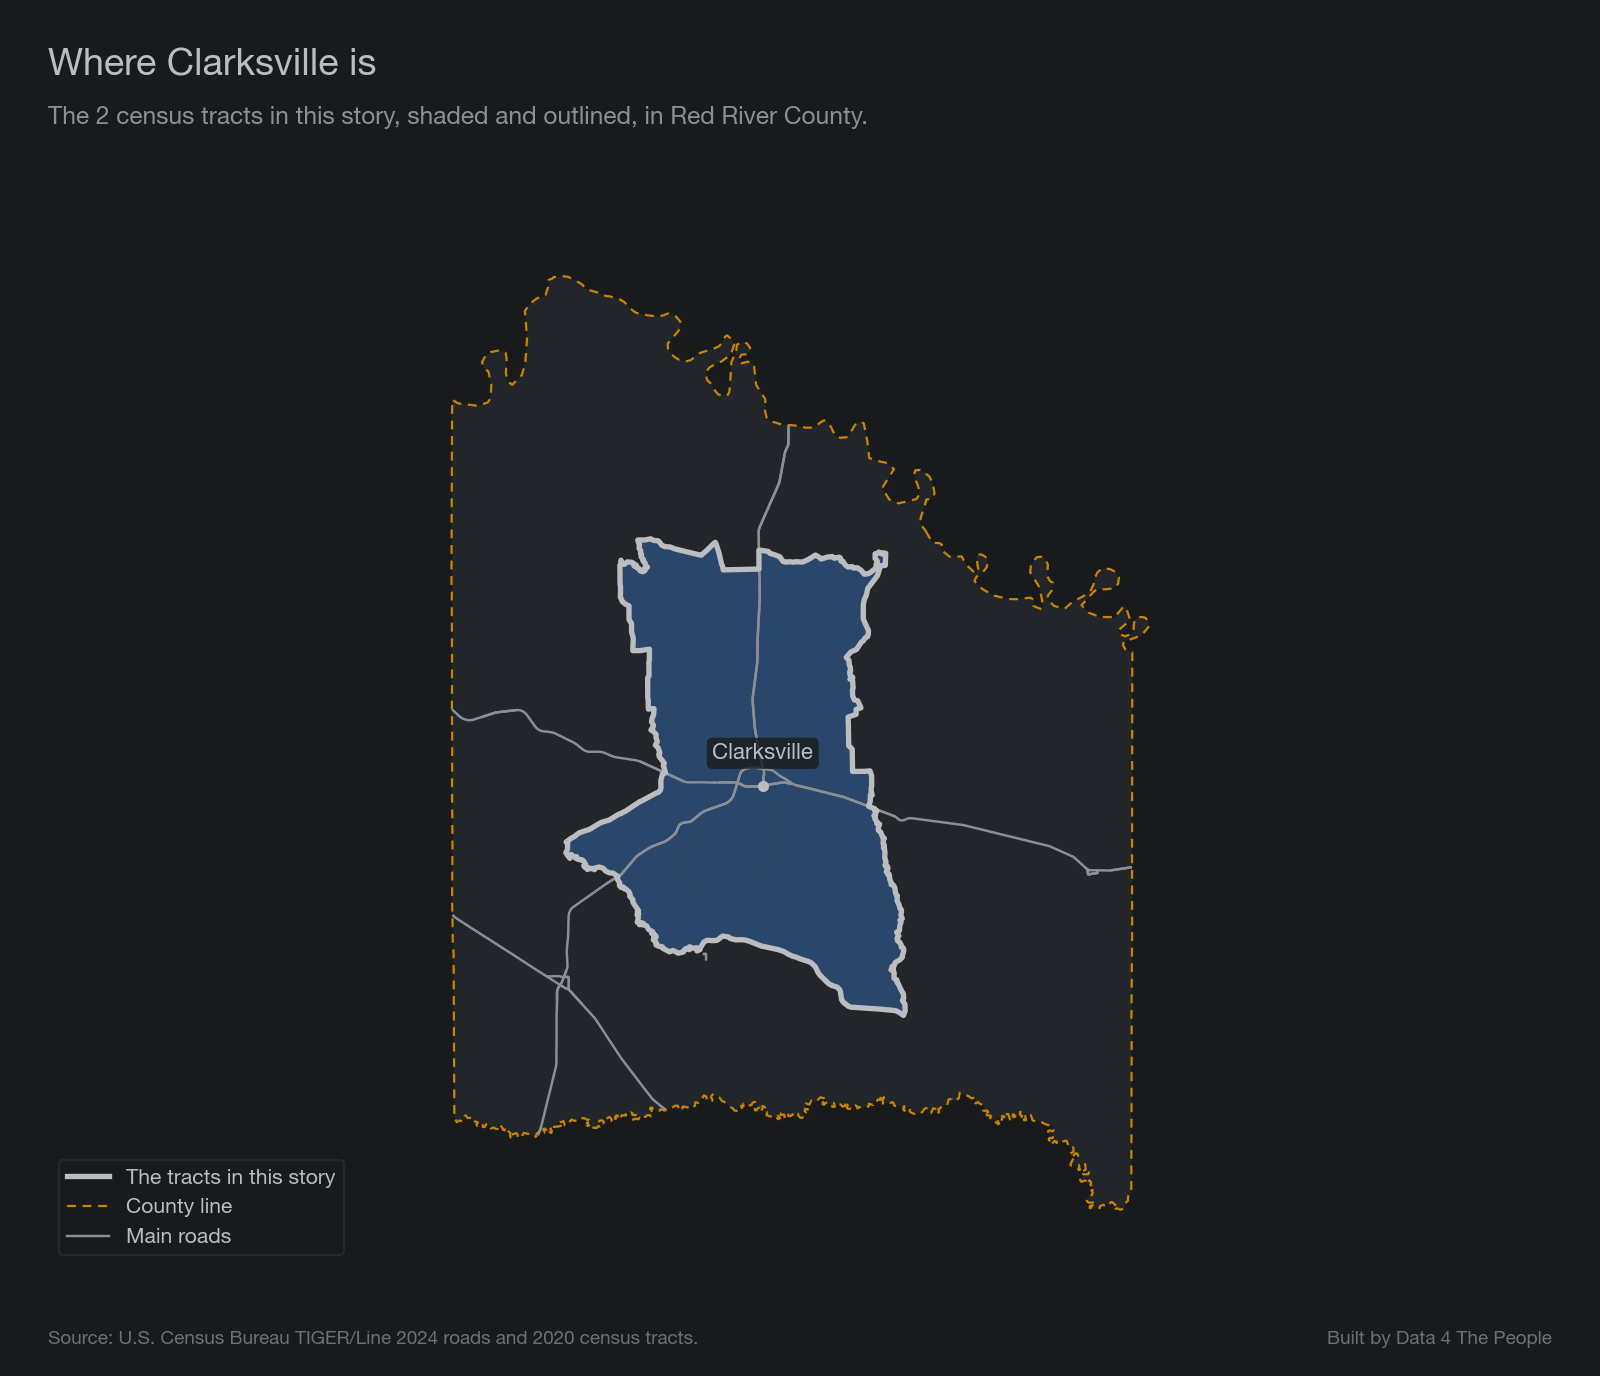 Where Clarksville is
The 2 census tracts in this story, shaded and outlined, in Red River County.
Clarksville
The tracts in this story
County line
Main roads
Source: U.S. Census Bureau TIGER/Line 2024 roads and 2020 census tracts.
Built by Data 4 The People